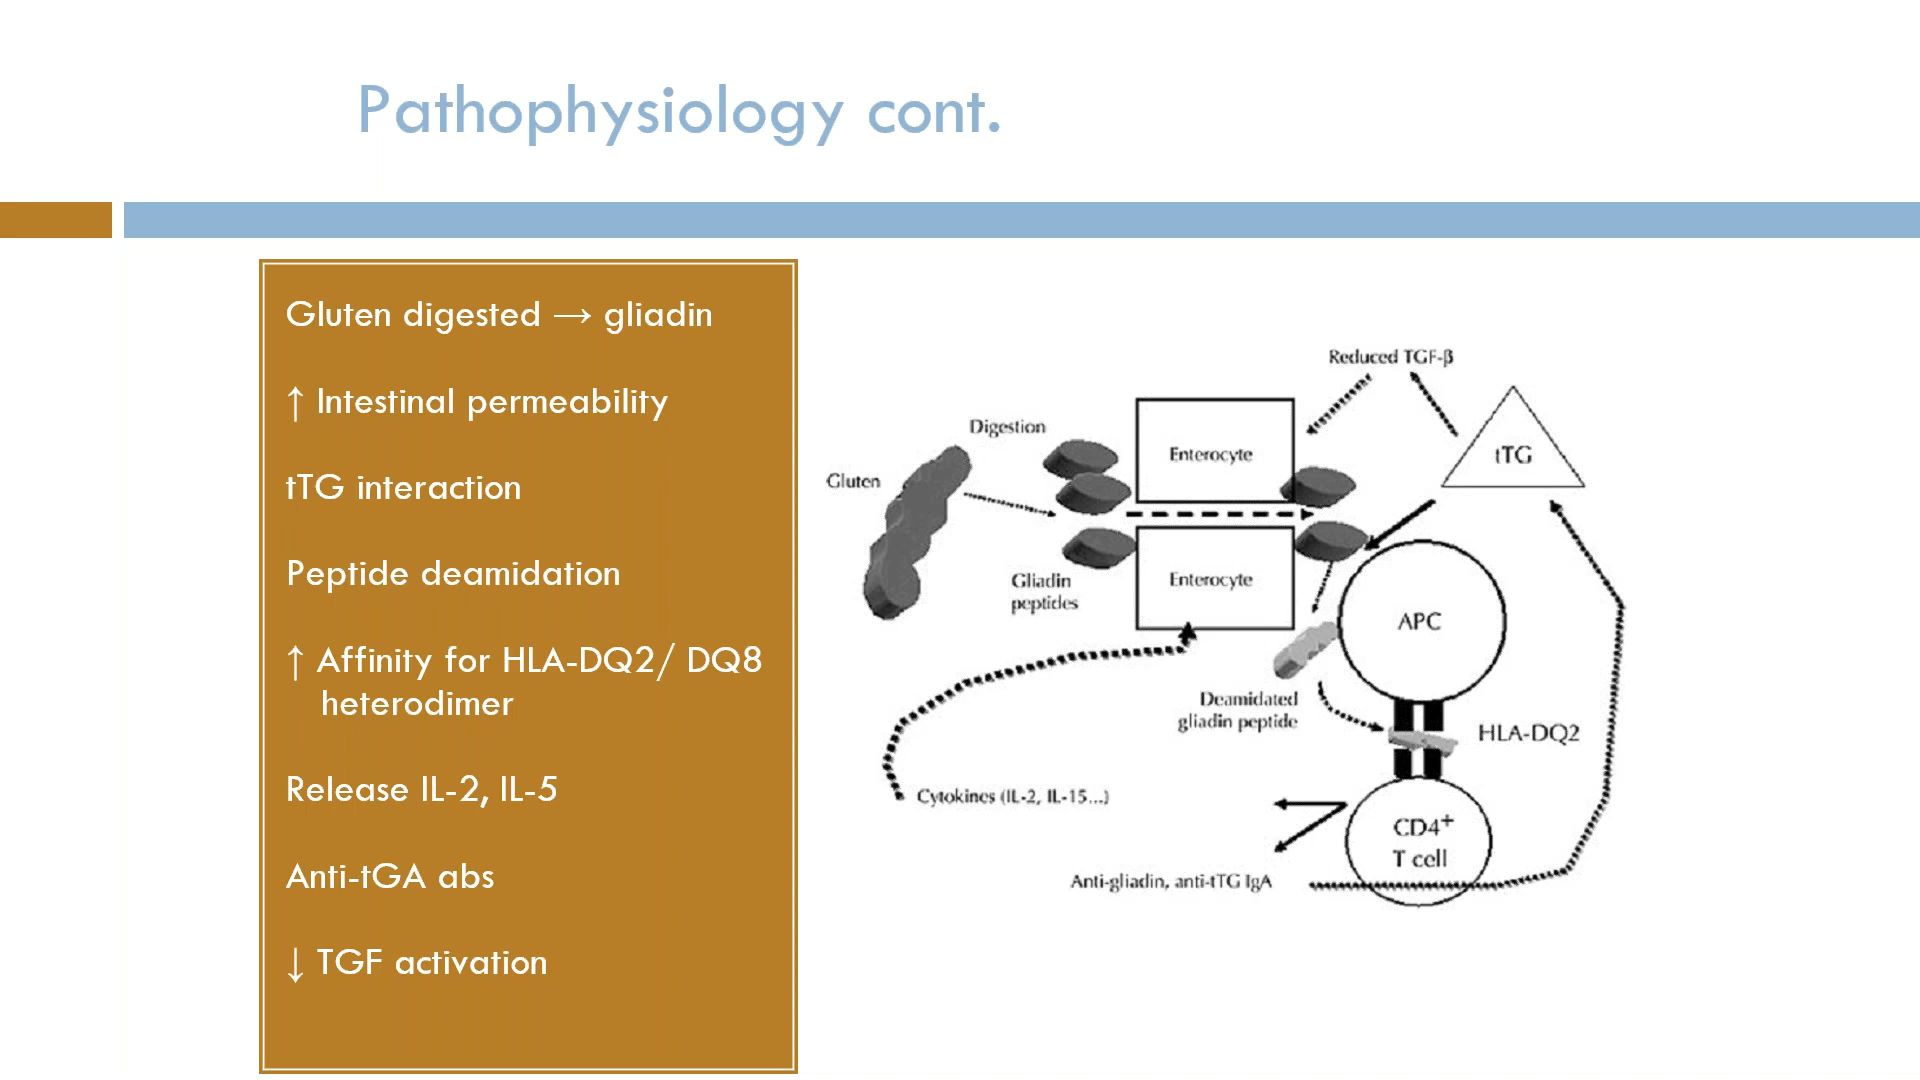 Pathophysiology cont.
Gluten digested → gliadin
↑ Intestinal permeability
tTG interaction
Peptide deamidation
↑ Affinity for HLA-DQ2/ DQ8
heterodimer
Release IL-2, IL-5
Anti-tGA abs
↓ TGF activation
Reduced TGF-β
Digestion
Enterocyte
tTG
Gluten
Gliadin
peptides
Enterocyte
APC
Deamidated
gliadin peptide
HLA-DQ2
Cytokines (IL-2, IL-15...)
CD4+
T cell
Anti-gliadin, anti-tTG IgA